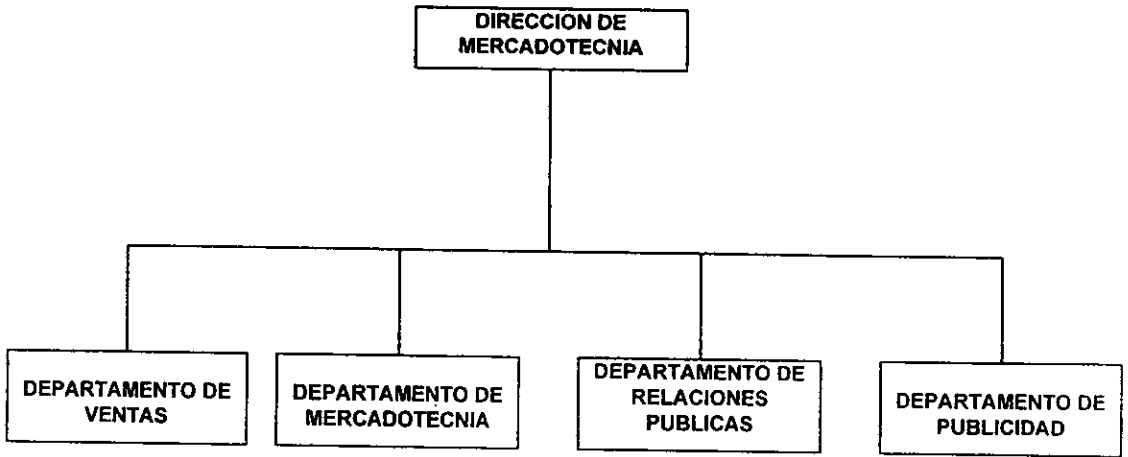 DIRECCION DE
MERCADOTECNIA
DEPARTAMENTO DE
VENTAS
DEPARTAMENTO DE
MERCADOTECNIA
DEPARTAMENTO DE
RELACIONES
PUBLICAS
DEPARTAMENTO DE
PUBLICIDAD